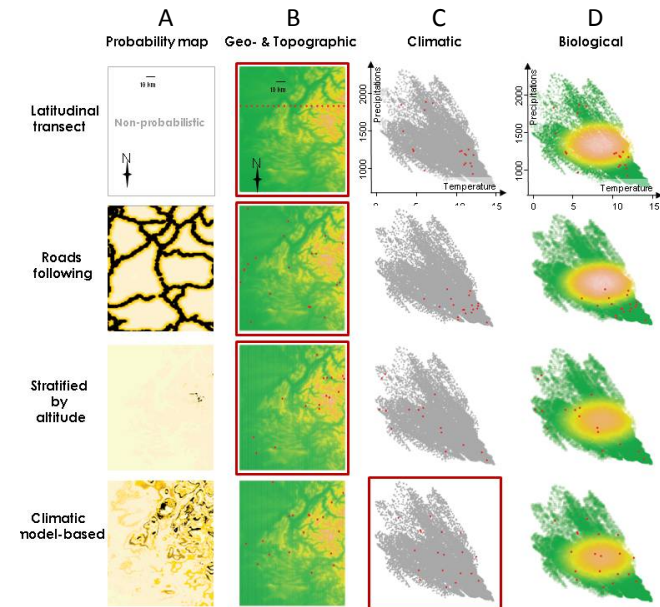 A B C D
Probability map Geo- & Topographic Climatic Biological
Latitudinal
transect
10 km
Non-probabilistic
N
10 km
N
Precipitations
2000
1500
1000
Temperature
0 5 10 15
Precipitations
2000
1500
1000
Temperature
0 5 10 15
Roads
following
Stratified
by
altitude
Climatic
model-based